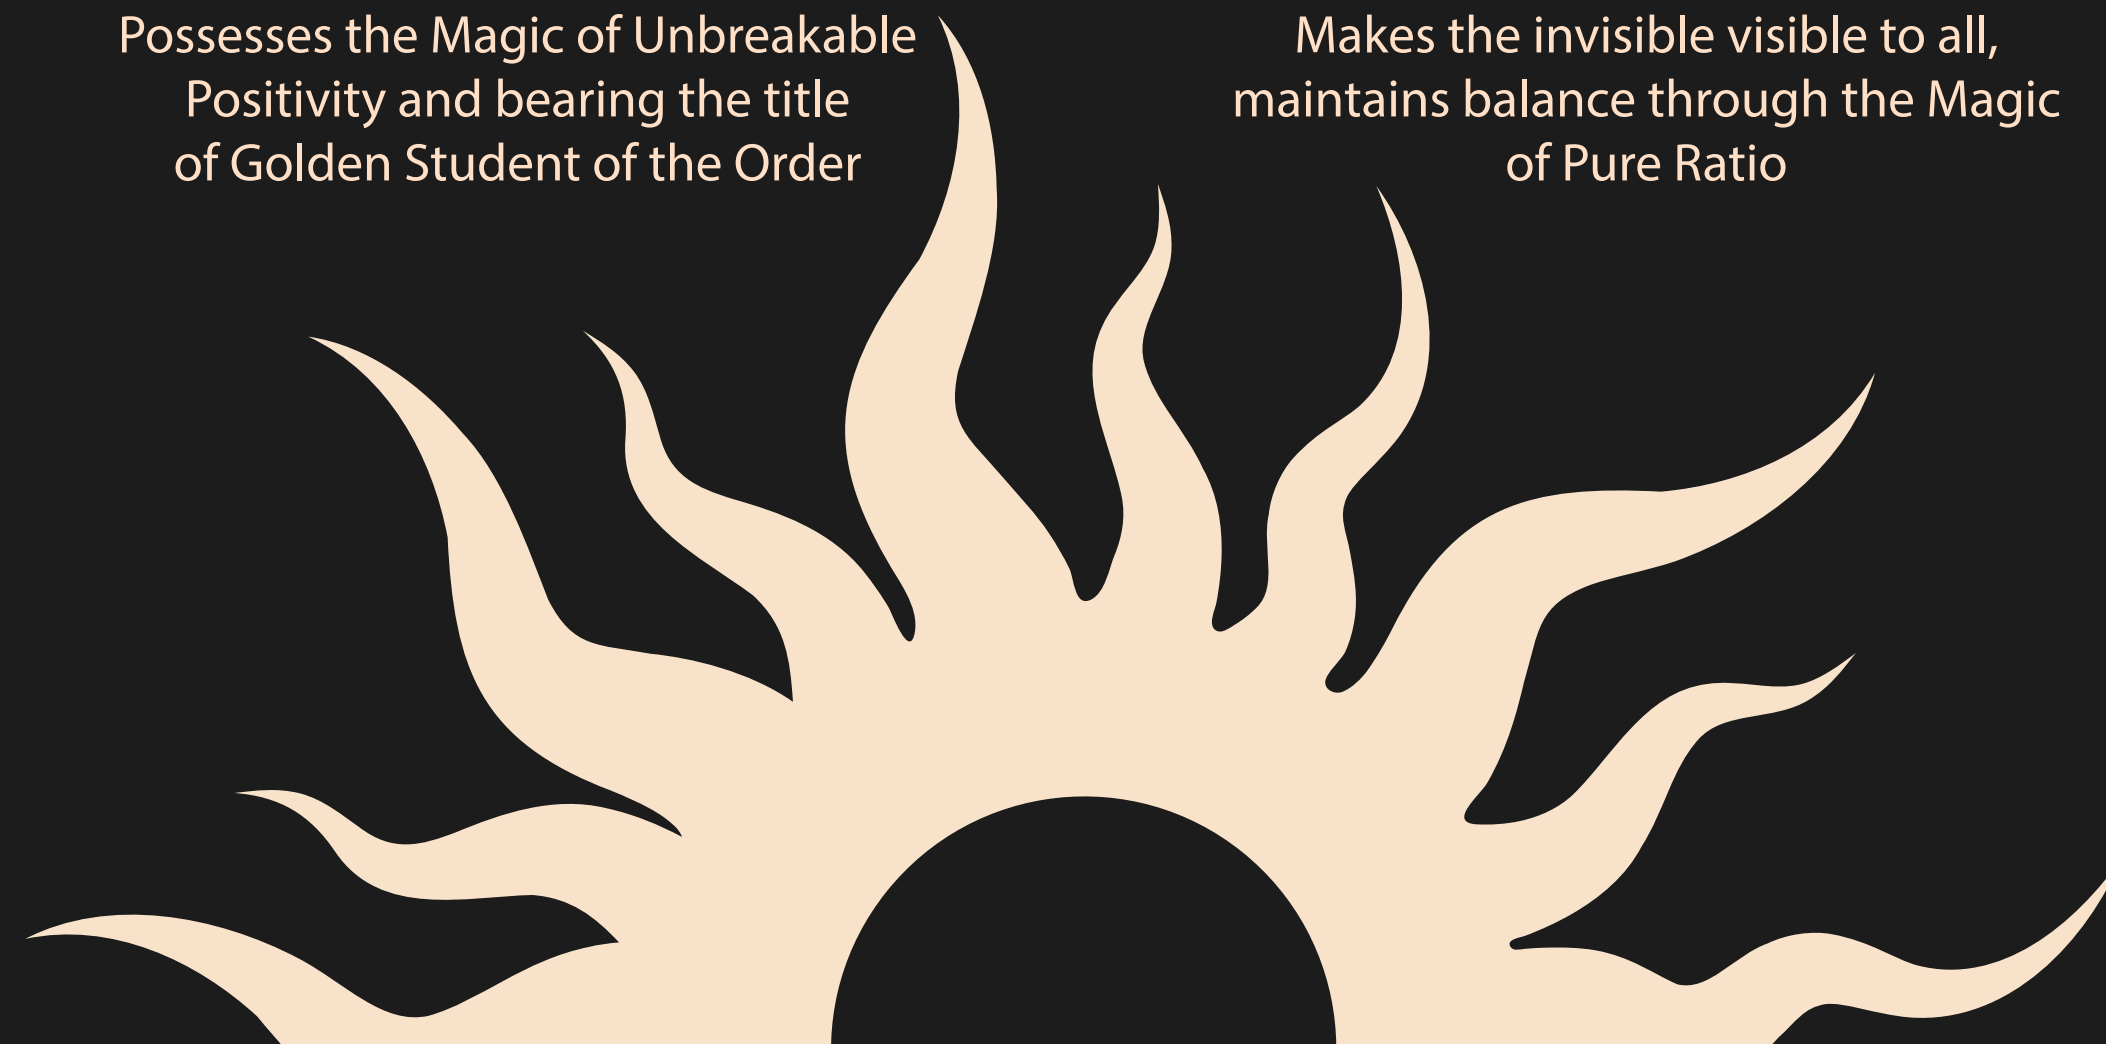 Possesses the Magic of Unbreakable
Positivity and bearing the title
of Golden Student of the Order
Makes the invisible visible to all,
maintains balance through the Magic
of Pure Ratio